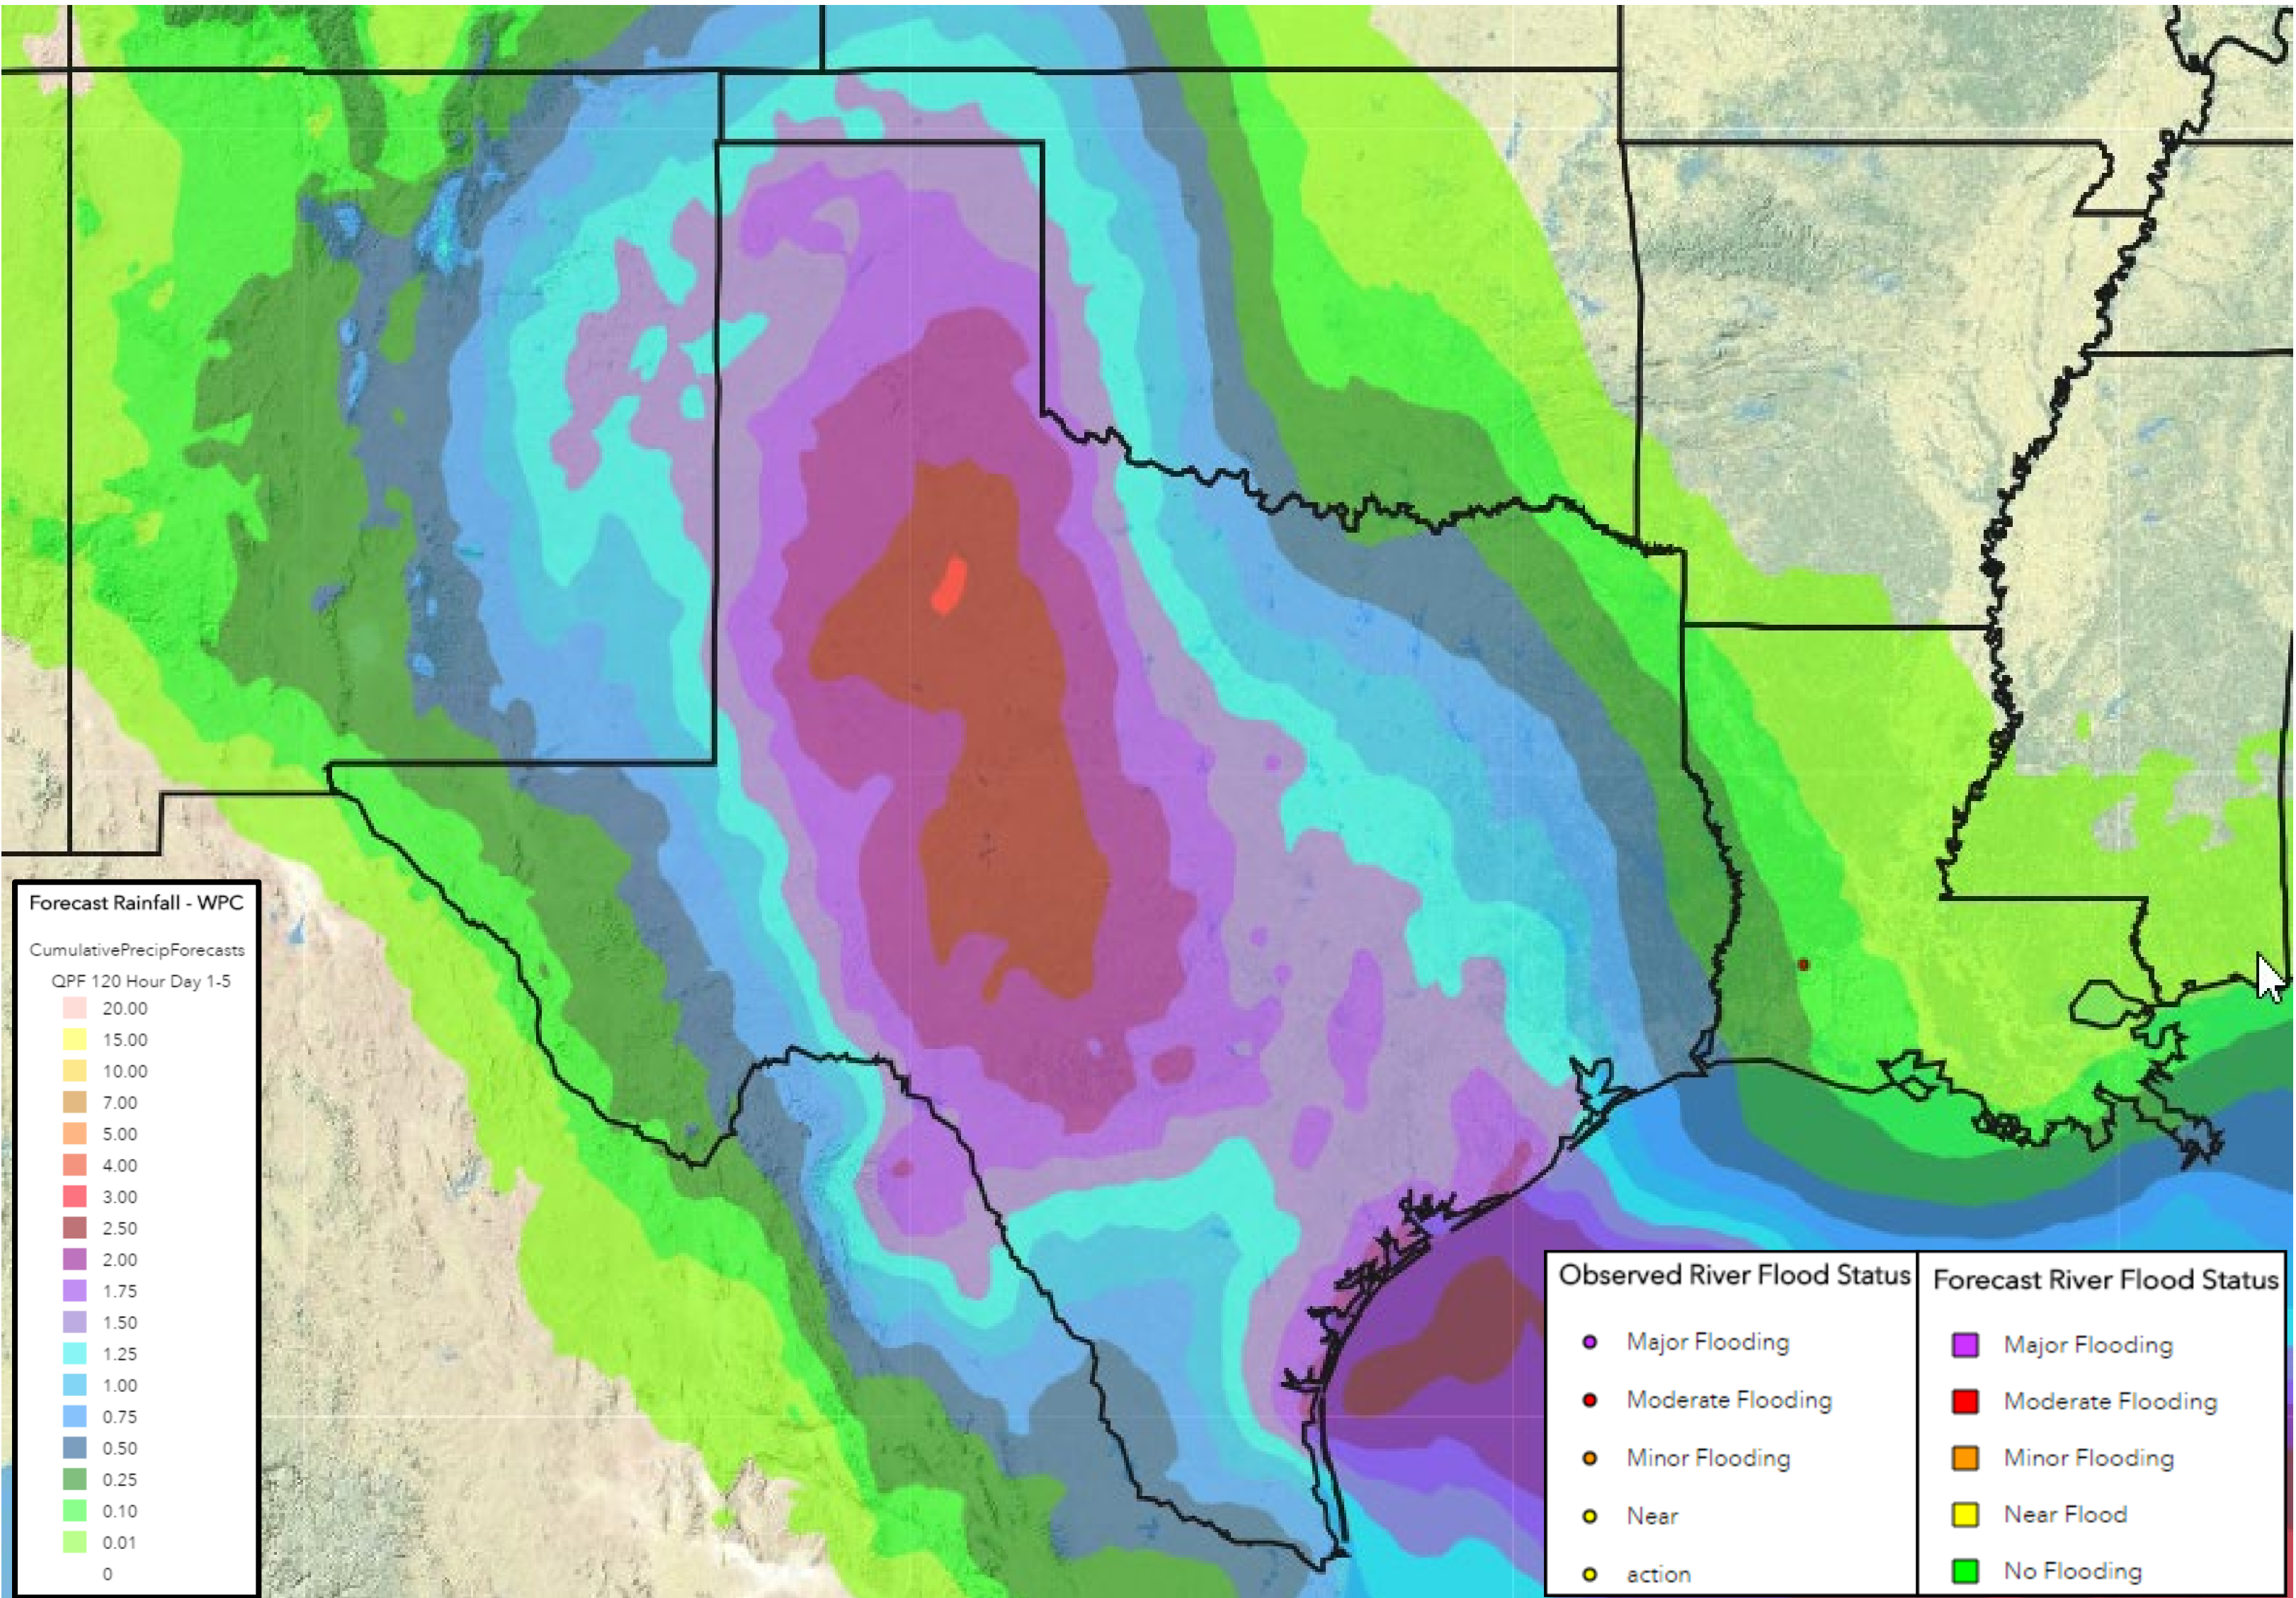 Forecast Rainfall - WPC
CumulativePrecipForecasts
QPF 120 Hour Day 1-5
20.00
15.00
10.00
7.00
5.00
4.00
3.00
2.50
2.00
1.75
1.50
1.25
1.00
0.75
0.50
0.25
0.10
0.01
0
Observed River Flood Status
Major Flooding
Moderate Flooding
Minor Flooding
Near
action
Forecast River Flood Status
Major Flooding
Moderate Flooding
Minor Flooding
Near Flood
No Flooding